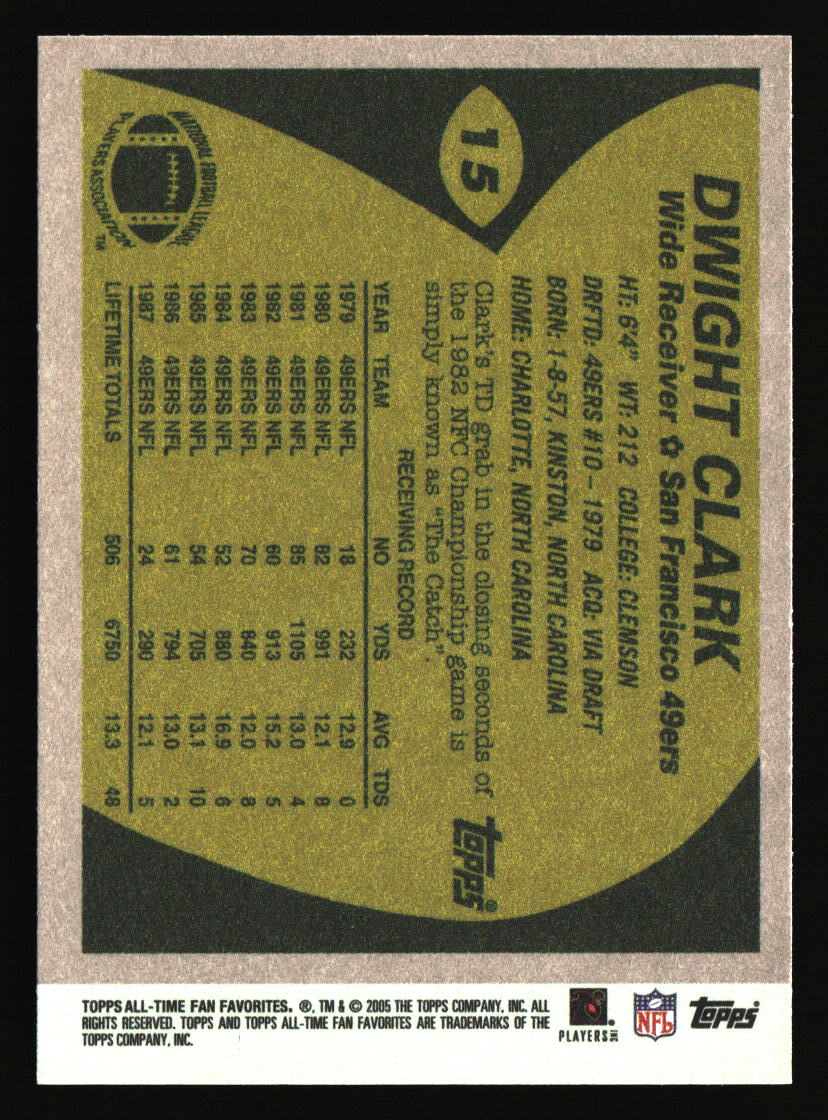 15
DWIGHT CLARK
Wide Receiver ✿ San Francisco 49ers
HT: 6'4" WT: 212 COLLEGE: CLEMSON
DRFTD: 49ERS #10 – 1979 ACQ: VIA DRAFT
BORN: 1-8-57, KINSTON, NORTH CAROLINA
HOME: CHARLOTTE, NORTH CAROLINA
Clark's TD grab in the closing seconds of
the 1982 NFC Championship game is
simply known as "The Catch".
topps®
RECEIVING RECORD
YEAR TEAM NO YDS AVG TDS
1979 49ERS NFL 18 232 12.9 0
1980 49ERS NFL 82 991 12.1 8
1981 49ERS NFL 85 1105 13.0 4
1982 49ERS NFL 60 913 15.2 5
1983 49ERS NFL 70 840 12.0 8
1984 49ERS NFL 52 880 16.9 6
1985 49ERS NFL 54 705 13.1 10
1986 49ERS NFL 61 794 13.0 2
1987 49ERS NFL 24 290 12.1 5
LIFETIME TOTALS 506 6750 13.3 48
NATIONAL FOOTBALL LEAGUE
PLAYERS ASSOCIATION TM
TOPPS ALL-TIME FAN FAVORITES. ®, TM & © 2005 THE TOPPS COMPANY, INC. ALL
RIGHTS RESERVED. TOPPS AND TOPPS ALL-TIME FAN FAVORITES ARE TRADEMARKS OF THE
TOPPS COMPANY, INC.
PLAYERS INC
NFL
topps